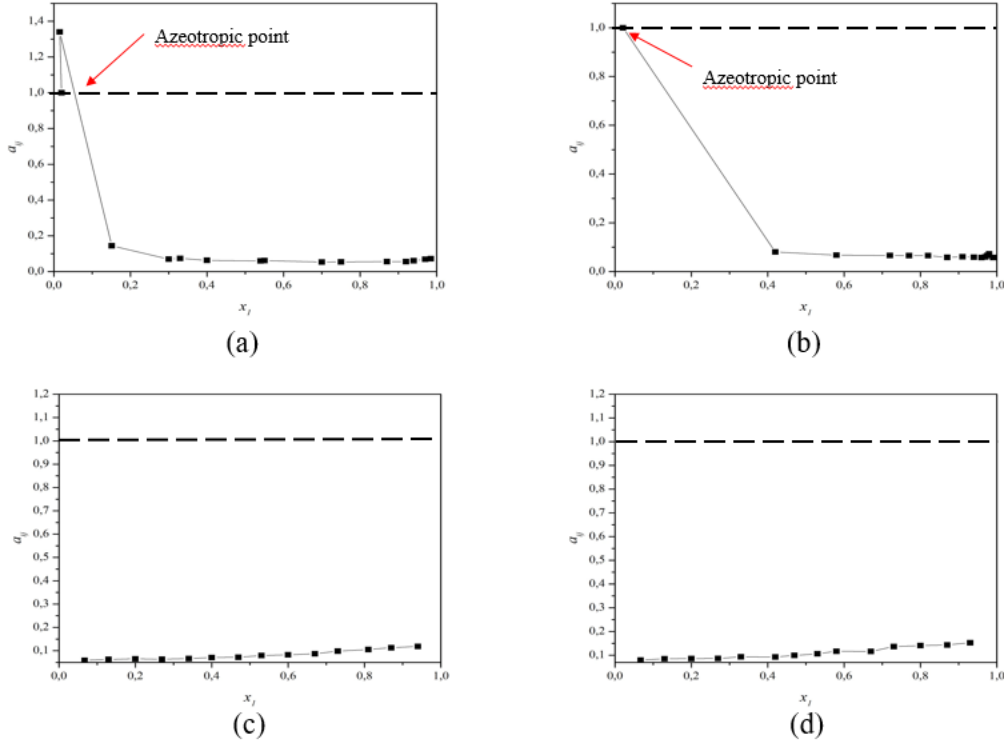 1,4
1,2
1,0
0,8
0,6
0,4
0,2
0,0
a_ij
Azeotropic point
0,0 0,2 0,4 0,6 0,8 1,0
x_1
(a)
1,0
0,8
0,6
0,4
0,2
0,0
a_ij
Azeotropic point
0,0 0,2 0,4 0,6 0,8 1,0
x_1
(b)
1,2
1,1
1,0
0,9
0,8
0,7
0,6
0,5
0,4
0,3
0,2
0,1
a_ij
0,0 0,2 0,4 0,6 0,8 1,0
x_1
(c)
1,2
1,1
1,0
0,9
0,8
0,7
0,6
0,5
0,4
0,3
0,2
0,1
a_ij
0,0 0,2 0,4 0,6 0,8 1,0
x_1
(d)